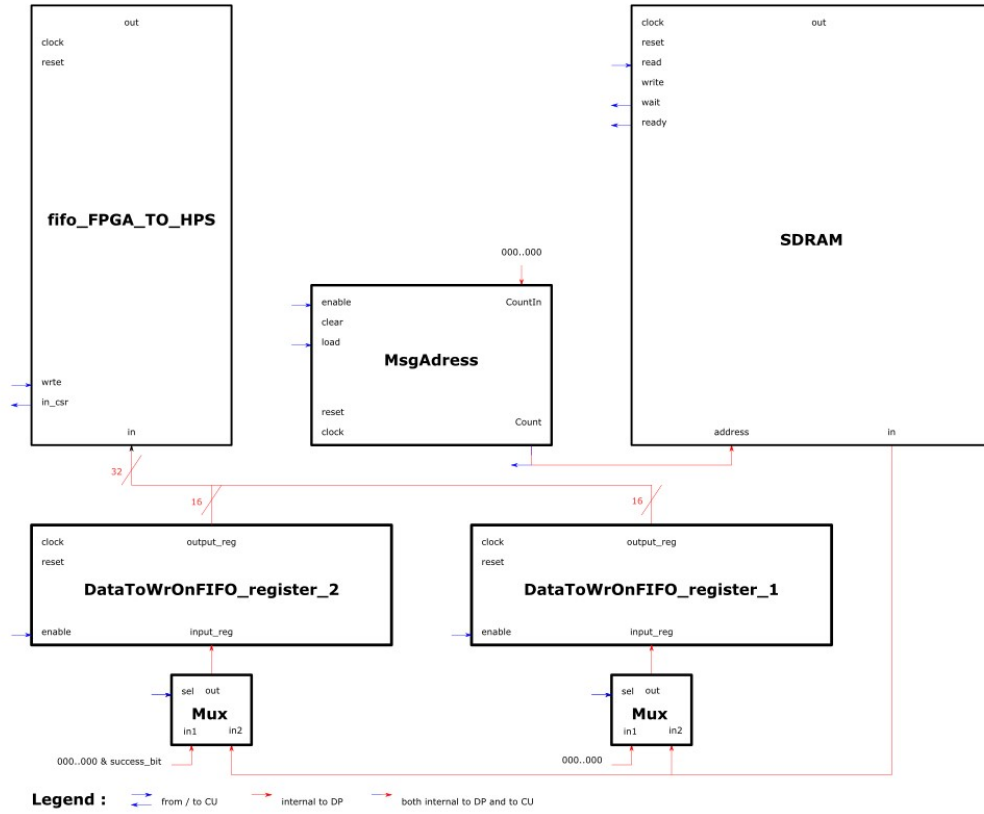 out
clock
reset
fifo_FPGA_TO_HPS
wrte
in_csr
in
clock
out
reset
read
write
wait
ready
SDRAM
address
in
000..000
enable
CountIn
clear
load
MsgAdress
reset
Count
clock
32
16
16
clock
output_reg
reset
DataToWrOnFIFO_register_2
enable
input_reg
clock
output_reg
reset
DataToWrOnFIFO_register_1
enable
input_reg
sel out
Mux
in1 in2
000..000 & success_bit
sel out
Mux
in1 in2
000..000
Legend :
from / to CU
internal to DP
both internal to DP and to CU